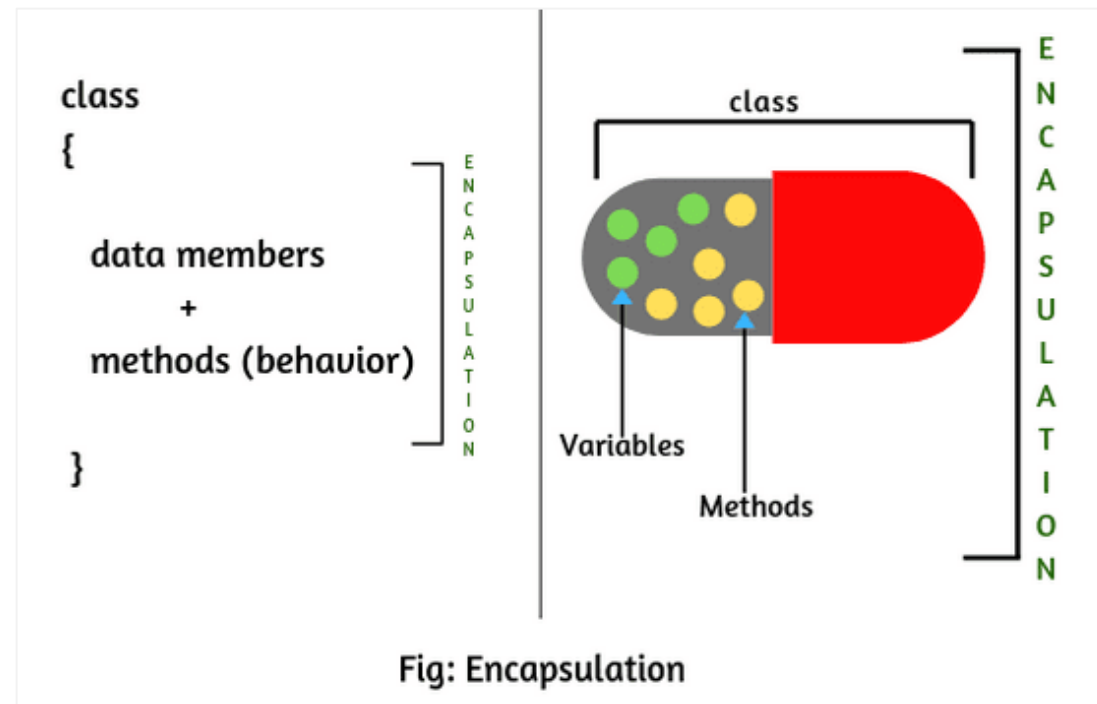 class
{
data members
+
methods (behavior)
}
ENCAPSULATION
class
Variables
Methods
ENCAPSULATION
Fig: Encapsulation